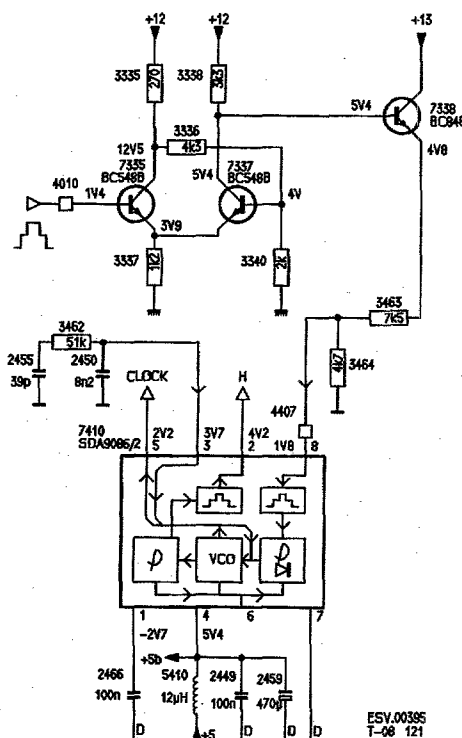 +12
+12
+13
3335
270
3338
3k3
3336
4k3
5V4
7338
4V8
12V5
7335
BC548B
5V4
7337
BC548B
4010
1V4
4V
3V9
3337
1k2
3340
2k
3463
7k5
3462
51k
2455
39p
2450
8n2
4k7
3464
CLOCK
H
4407
7410
SDA9086/2
2V2
5
3V7
3
4V2
2
1V8
8
VCO
1
4
6
7
-2V7
5V4
+5b
2466
100n
5410
12µH
2449
100n
2459
470µ
D
+5
D
D
D
ESV.00395
T-08 121